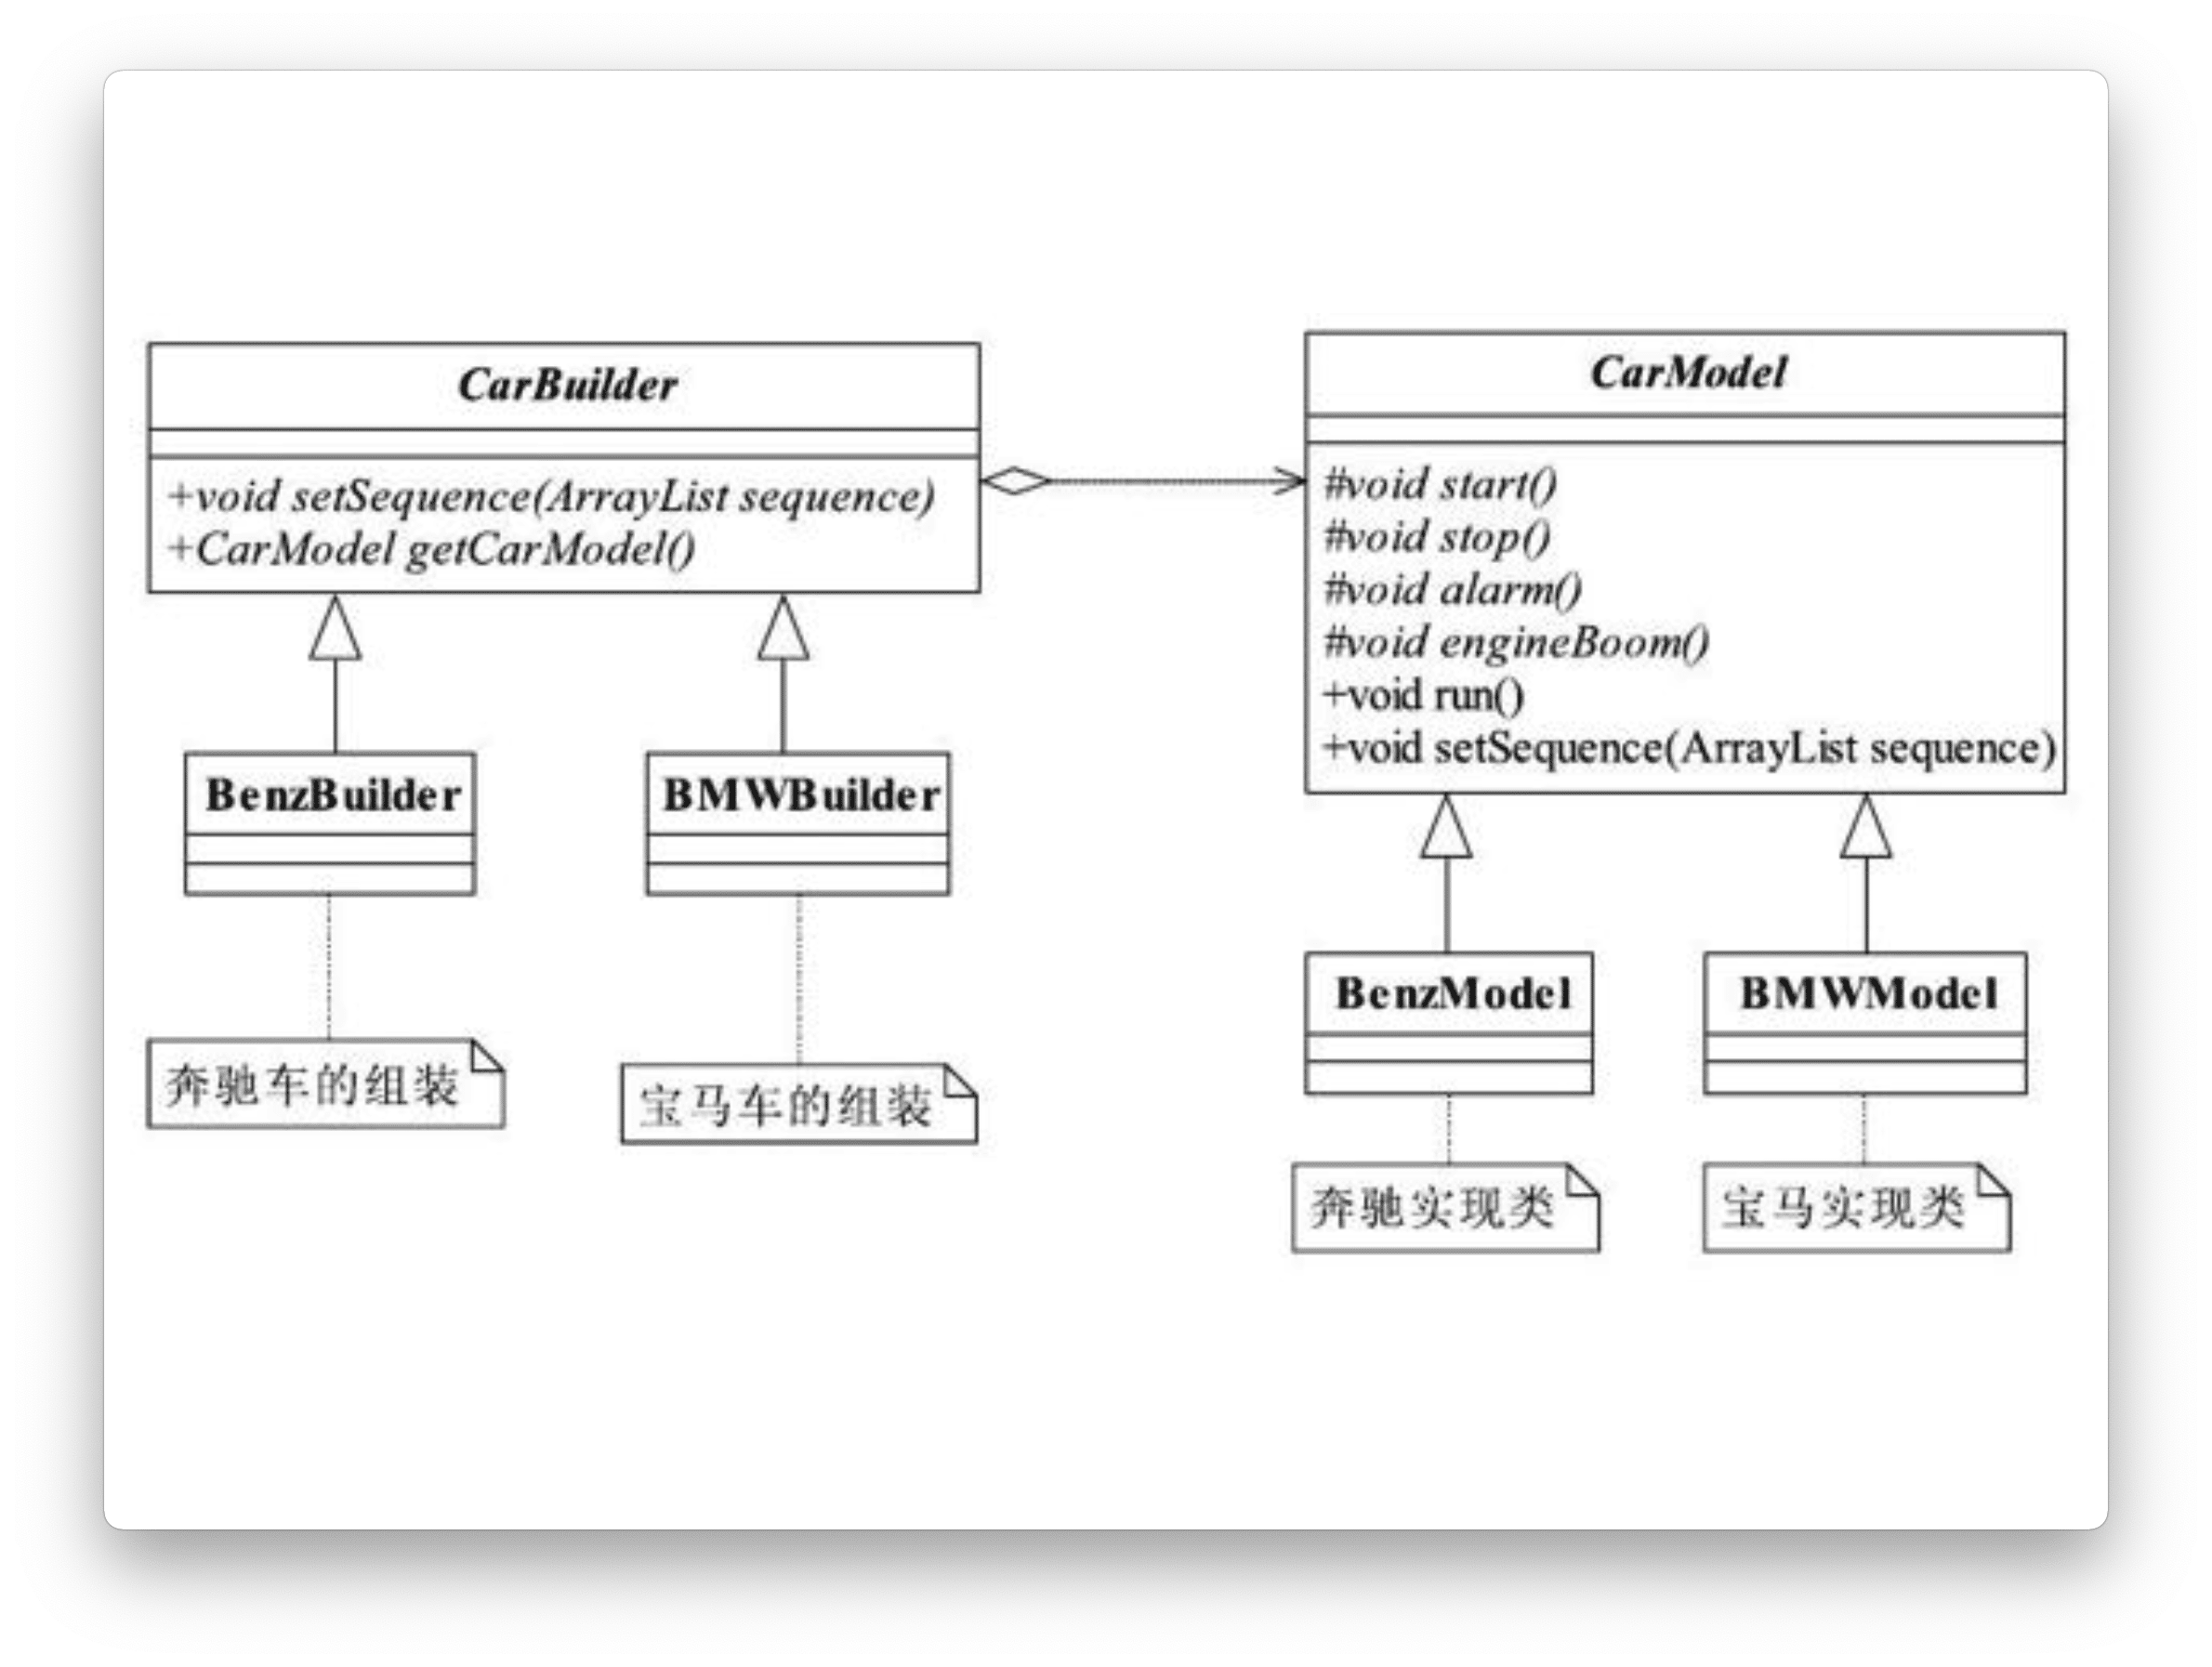 CarBuilder
+void setSequence(ArrayList sequence)
+CarModel getCarModel()
BenzBuilder
BMWBuilder
奔驰车的组装
宝马车的组装
CarModel
#void start()
#void stop()
#void alarm()
#void engineBoom()
+void run()
+void setSequence(ArrayList sequence)
BenzModel
BMWModel
奔驰实现类
宝马实现类